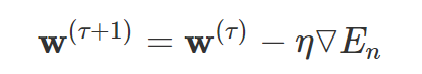 𝐰^{(τ+1)} = 𝐰^{(τ)} − η▽E_n